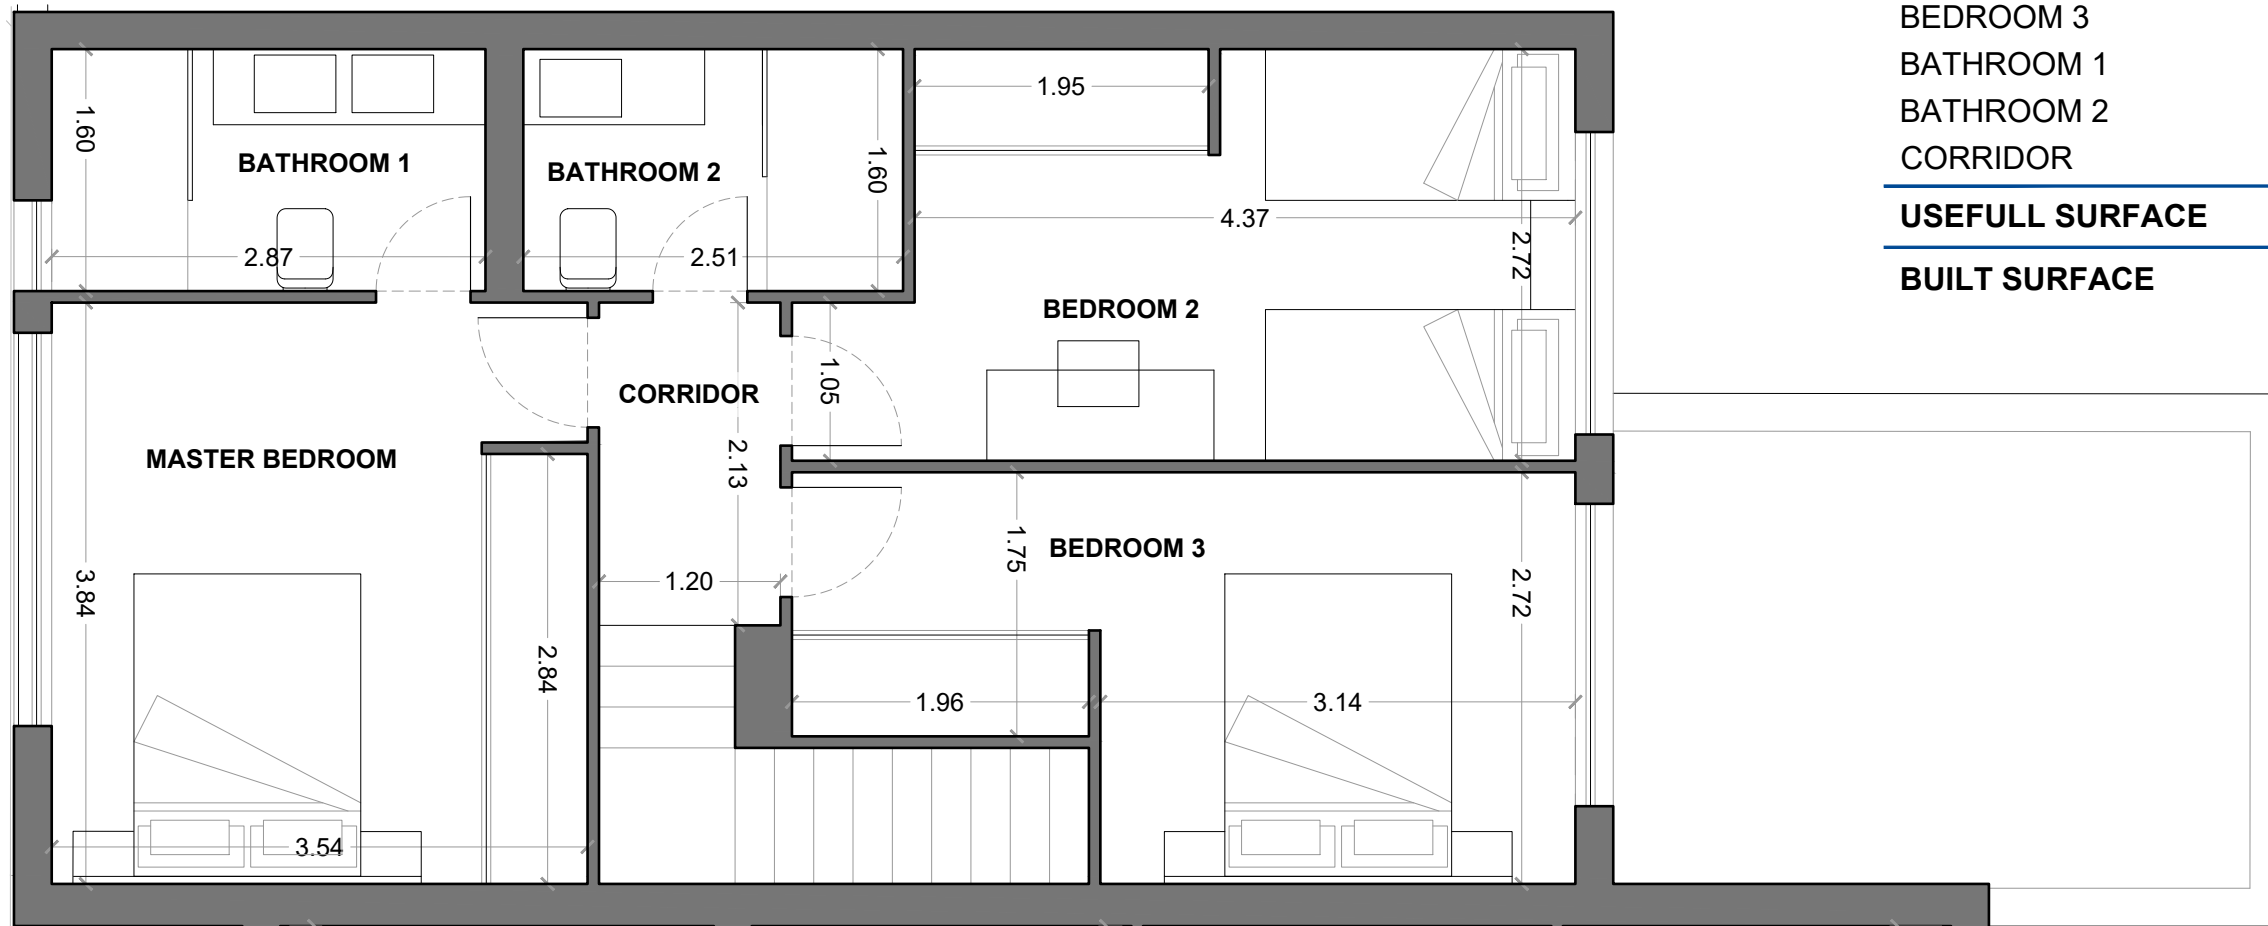 BEDROOM 3
BATHROOM 1
BATHROOM 2
CORRIDOR
USEFULL SURFACE
BUILT SURFACE
1.95
1.60
BATHROOM 1
BATHROOM 2
1.60
4.37
2.87
2.51
2.72
BEDROOM 2
1.05
CORRIDOR
MASTER BEDROOM
2.13
1.75
BEDROOM 3
1.20
3.84
2.72
2.84
1.96
3.14
3.54